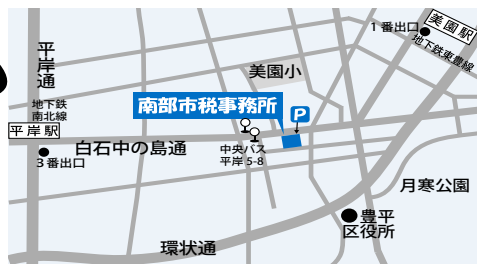 美園駅
1番出口
地下鉄東豊線
平岸通
美園小
地下鉄
南北線
南部市税事務所
P
平岸駅
白石中の島通
中央バス
平岸 5-8
3番出口
月寒公園
豊平
区役所
環状通